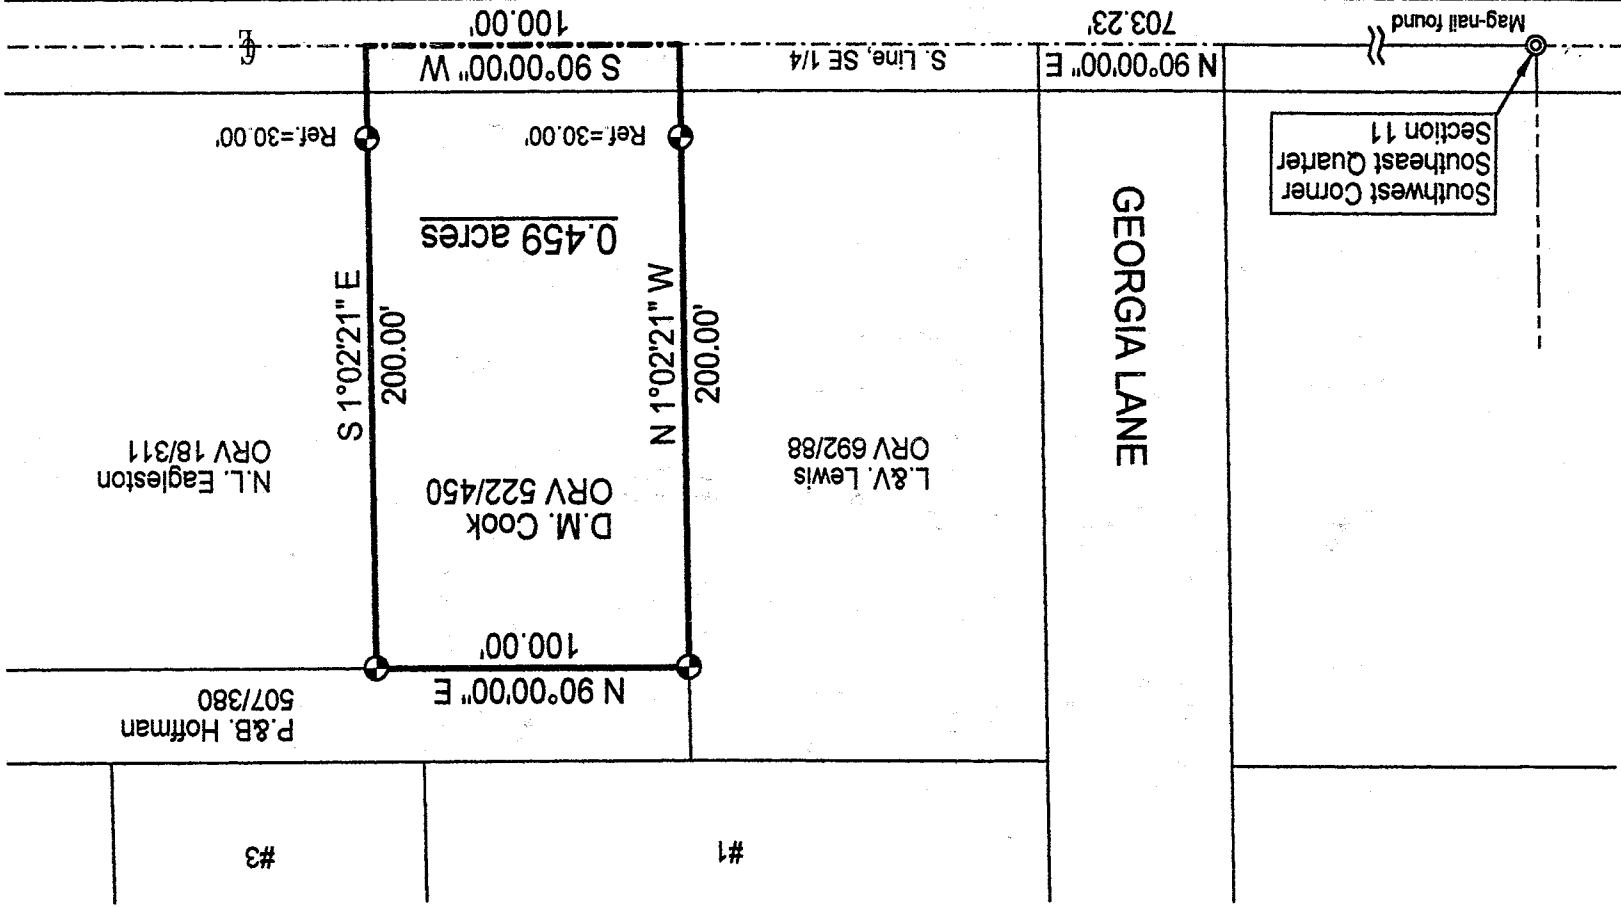 #1
#3
P.&B. Hoffman
507/380
N 90°00'00" E
100.00'
L.&V. Lewis
ORV 692/88
D.M. Cook
ORV 522/450
N.L. Eagleston
ORV 18/311
GEORGIA LANE
N 1°02'21" W
200.00'
S 1°02'21" E
200.00'
0.459 acres
Southwest Corner
Southeast Quarter
Section 11
Ref.=30.00'
Ref.=30.00'
Mag-nail found
N 90°00'00" E
703.23'
S. Line, SE 1/4
S 90°00'00" W
100.00'